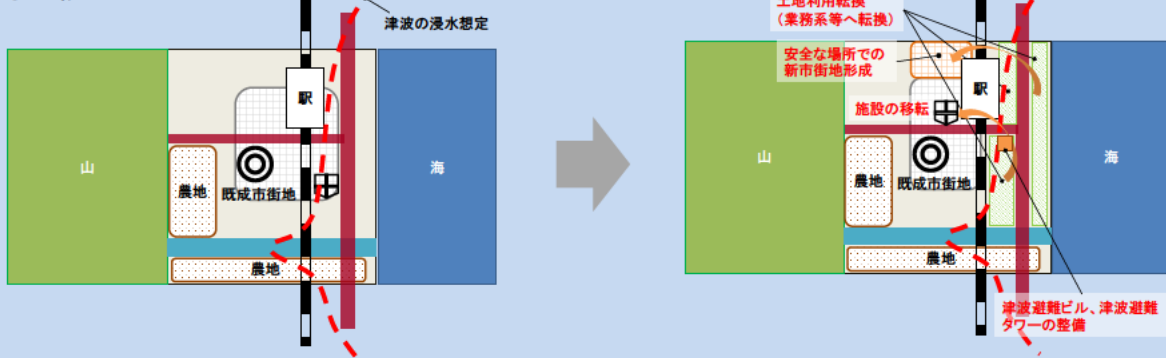 津波の浸水想定
駅
山
海
農地
既成市街地
農地
土地利用転換
（業務系等へ転換）
安全な場所での
新市街地形成
駅
施設の移転
山
海
農地
既成市街地
農地
津波避難ビル、津波避難
タワーの整備